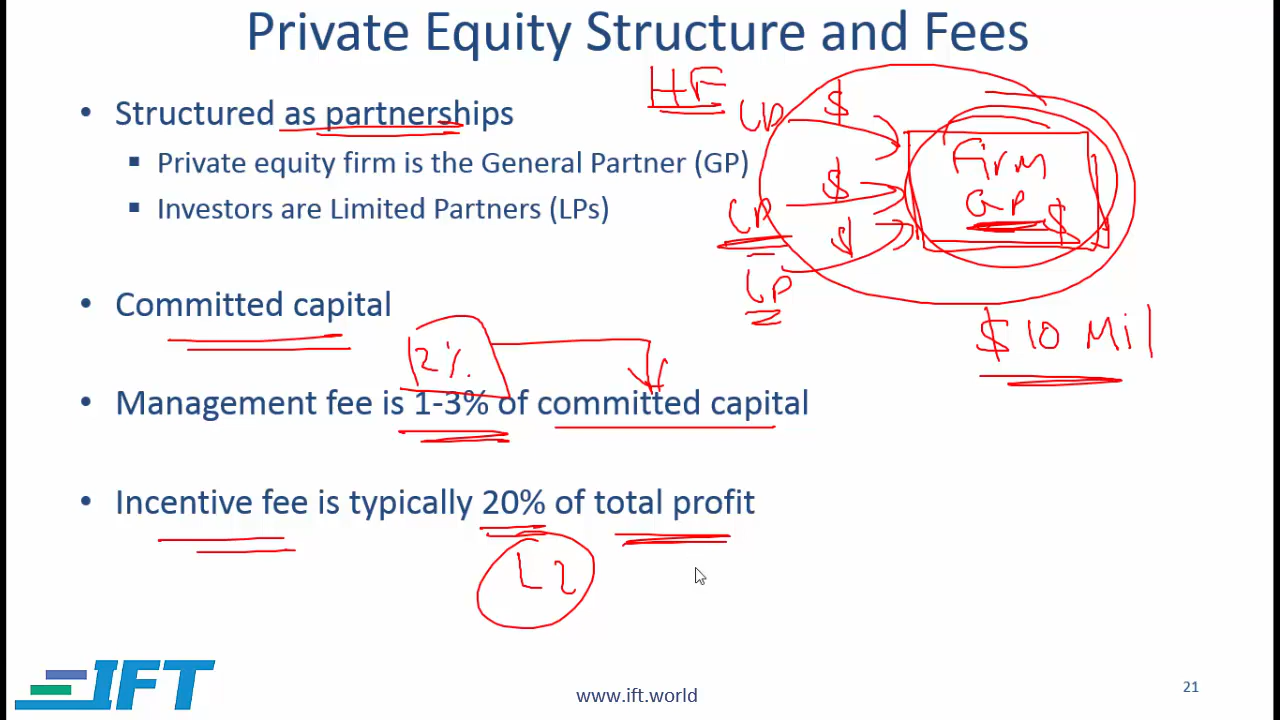 Private Equity Structure and Fees
HF
• Structured as partnerships
LP $
Firm
▪ Private equity firm is the General Partner (GP)
$
GP $
▪ Investors are Limited Partners (LPs)
LP
$
LP
• Committed capital
$10 Mil
2%
• Management fee is 1-3% of committed capital
• Incentive fee is typically 20% of total profit
L2
IFT
www.ift.world
21